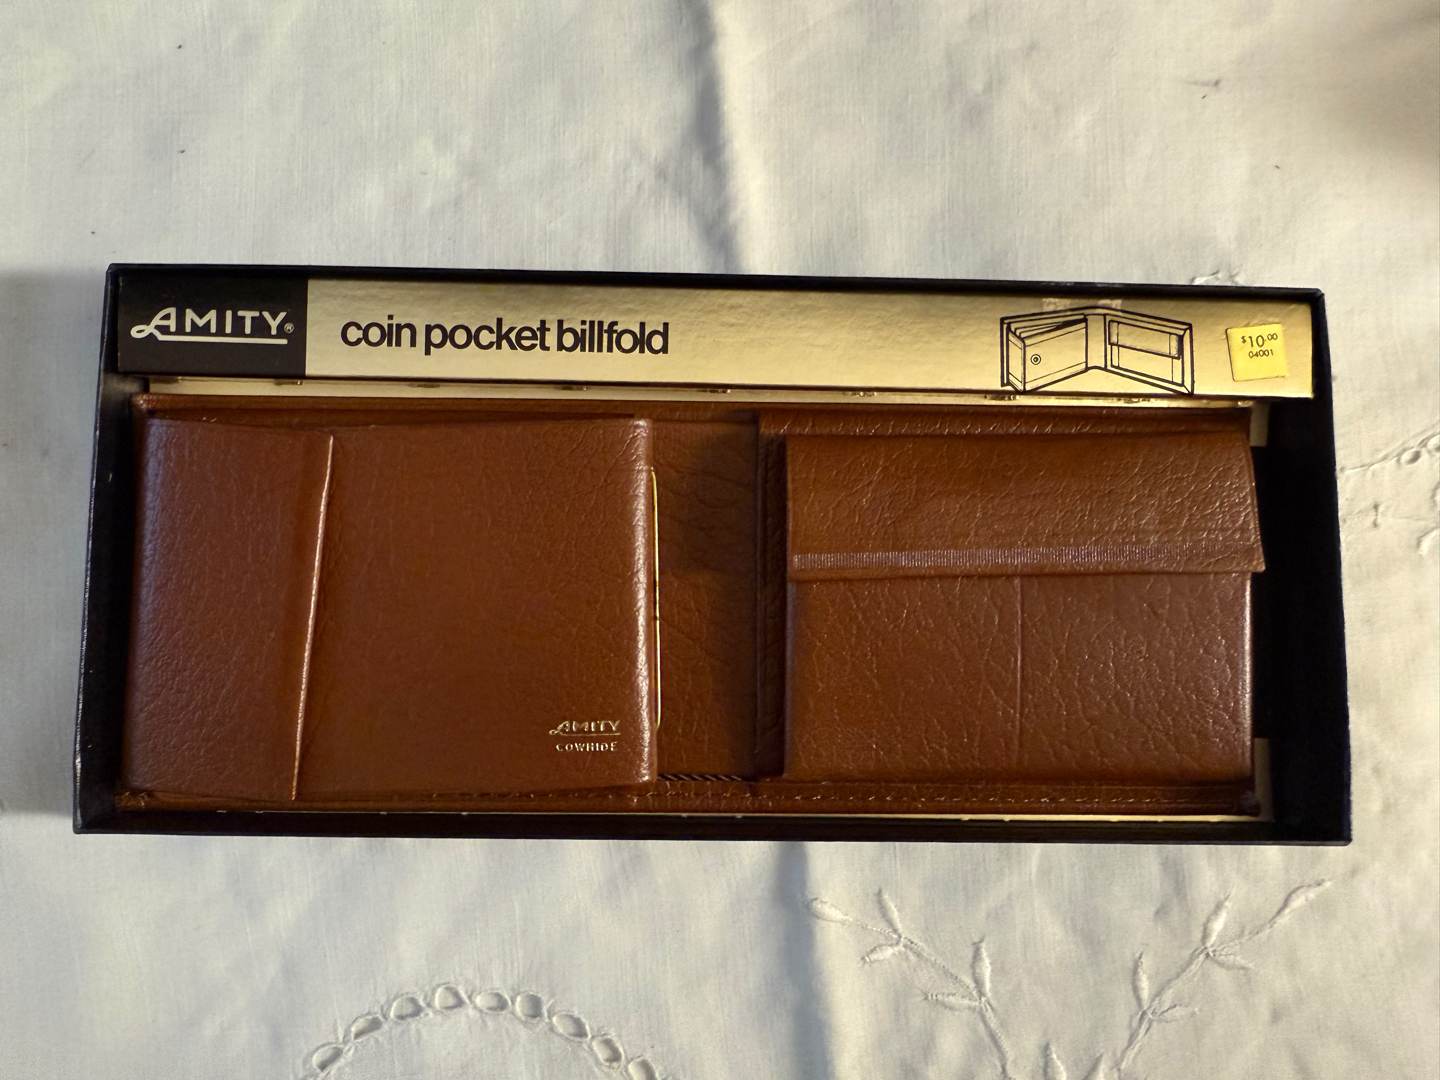 AMITY®
coin pocket billfold
$10.00
04001
AMITY
COWHIDE